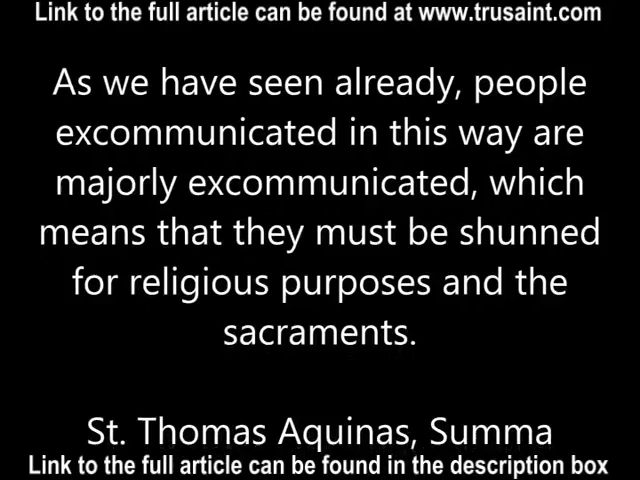 Link to the full article can be found at www.trusaint.com
As we have seen already, people
excommunicated in this way are
majorly excommunicated, which
means that they must be shunned
for religious purposes and the
sacraments.
St. Thomas Aquinas, Summa
Link to the full article can be found in the description box